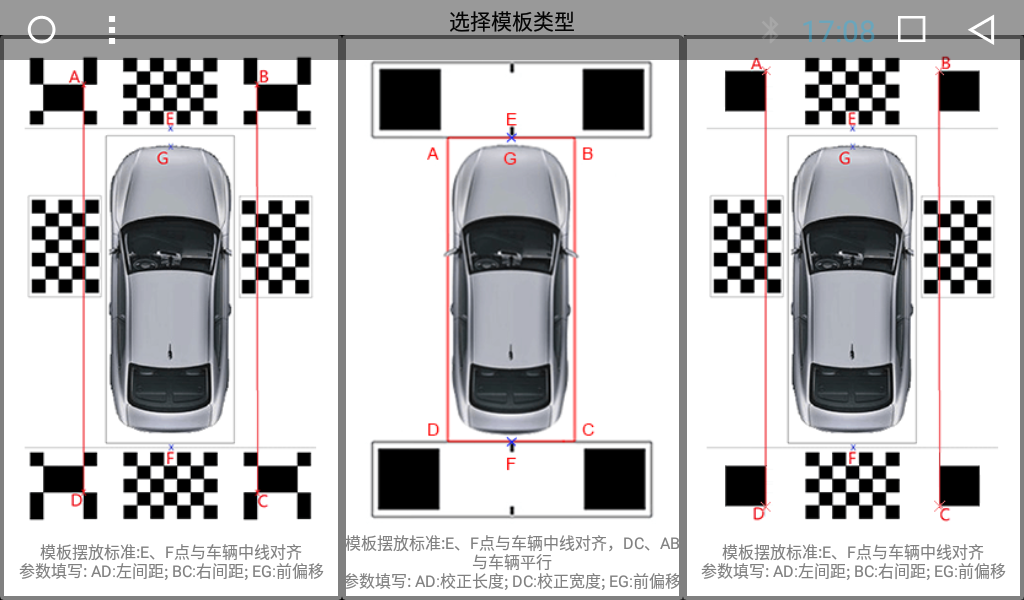 选择模板类型
17:08
A
B
E
G
F
D
C
模板摆放标准:E、F点与车辆中线对齐
参数填写: AD:左间距; BC:右间距; EG:前偏移
E
A
G
B
D
C
F
模板摆放标准:E、F点与车辆中线对齐，DC、AB
与车辆平行
参数填写: AD:校正长度; DC:校正宽度; EG:前偏移
A
B
E
G
F
D
C
模板摆放标准:E、F点与车辆中线对齐
参数填写: AD:左间距; BC:右间距; EG:前偏移